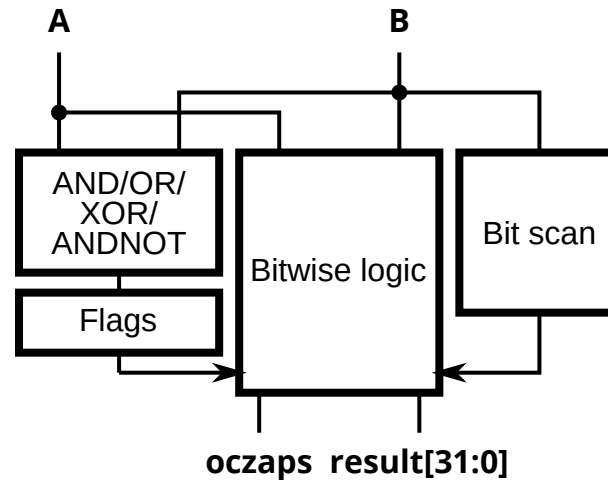 A
B
AND/OR/
XOR/
ANDNOT
Bitwise logic
Bit scan
Flags
oczaps result[31:0]